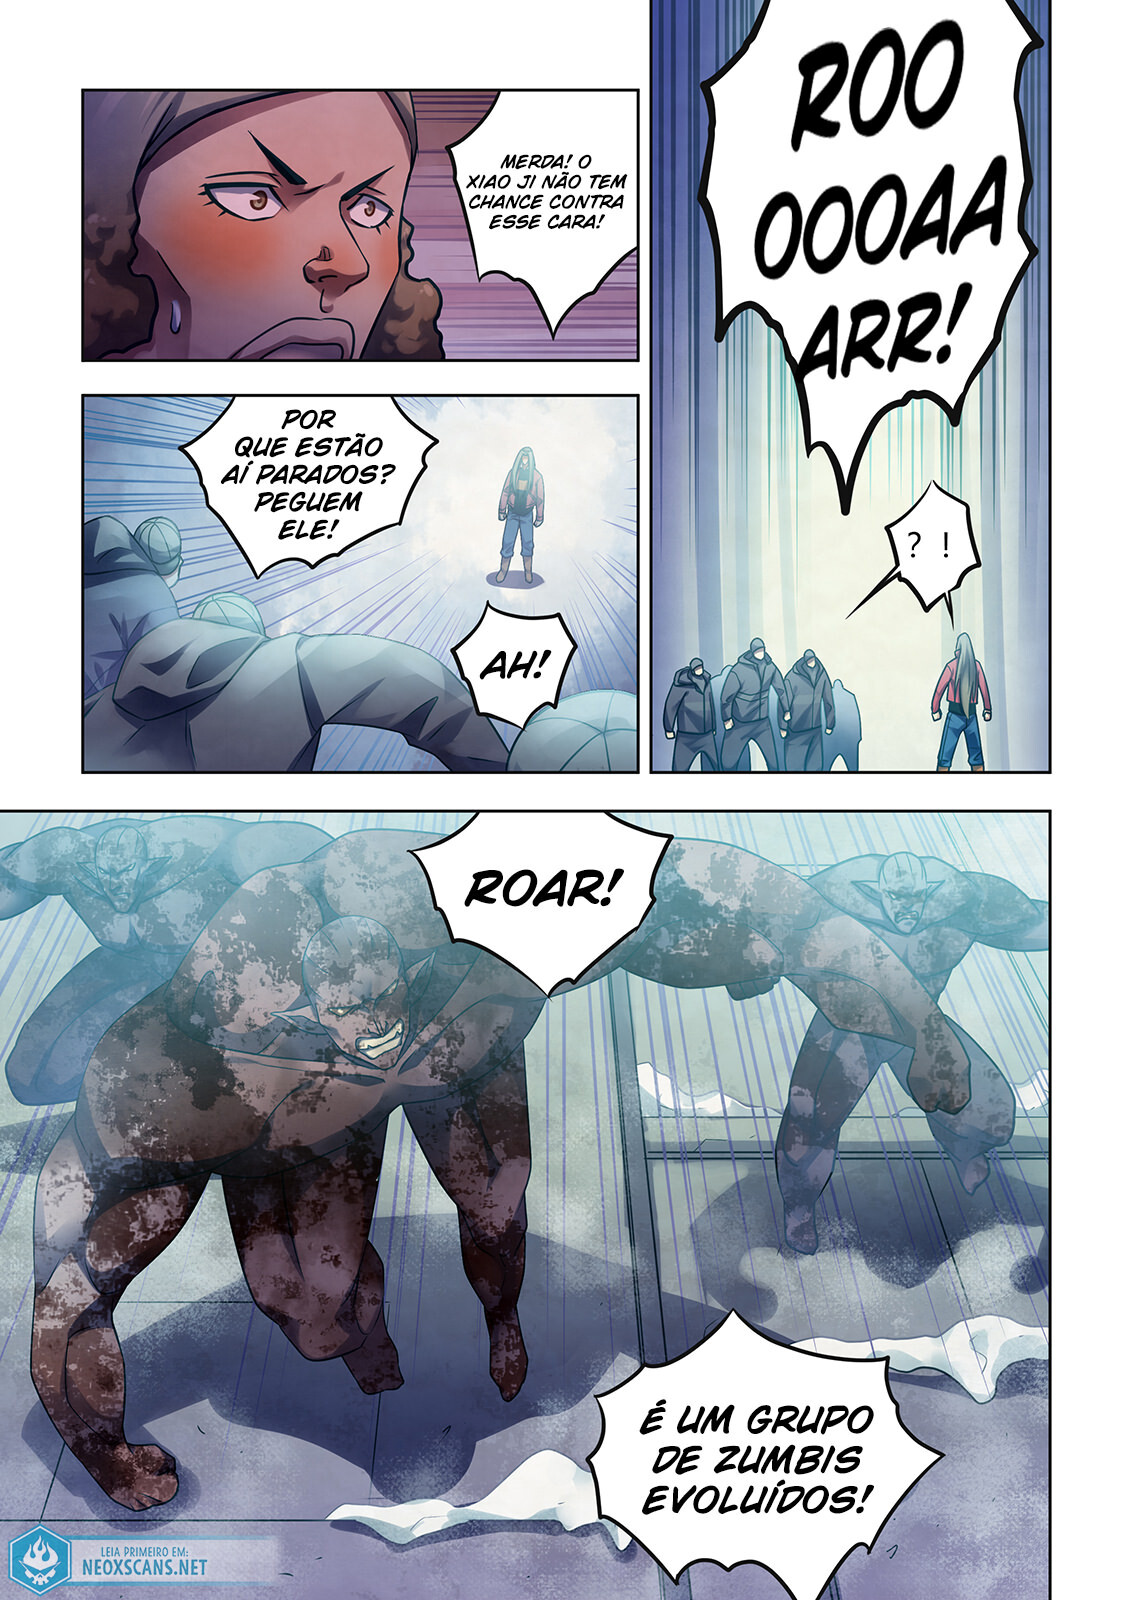 MERDA! O
XIAO JI NÃO TEM
CHANCE CONTRA
ESSE CARA!
POR
QUE ESTÃO
AÍ PARADOS?
PEGUEM
ELE!
AH!
ROO
OOOAA
ARR!
? !
ROAR!
É UM GRUPO
DE ZUMBIS
EVOLUÍDOS!
LEIA PRIMEIRO EM:
NEOXSCANS.NET